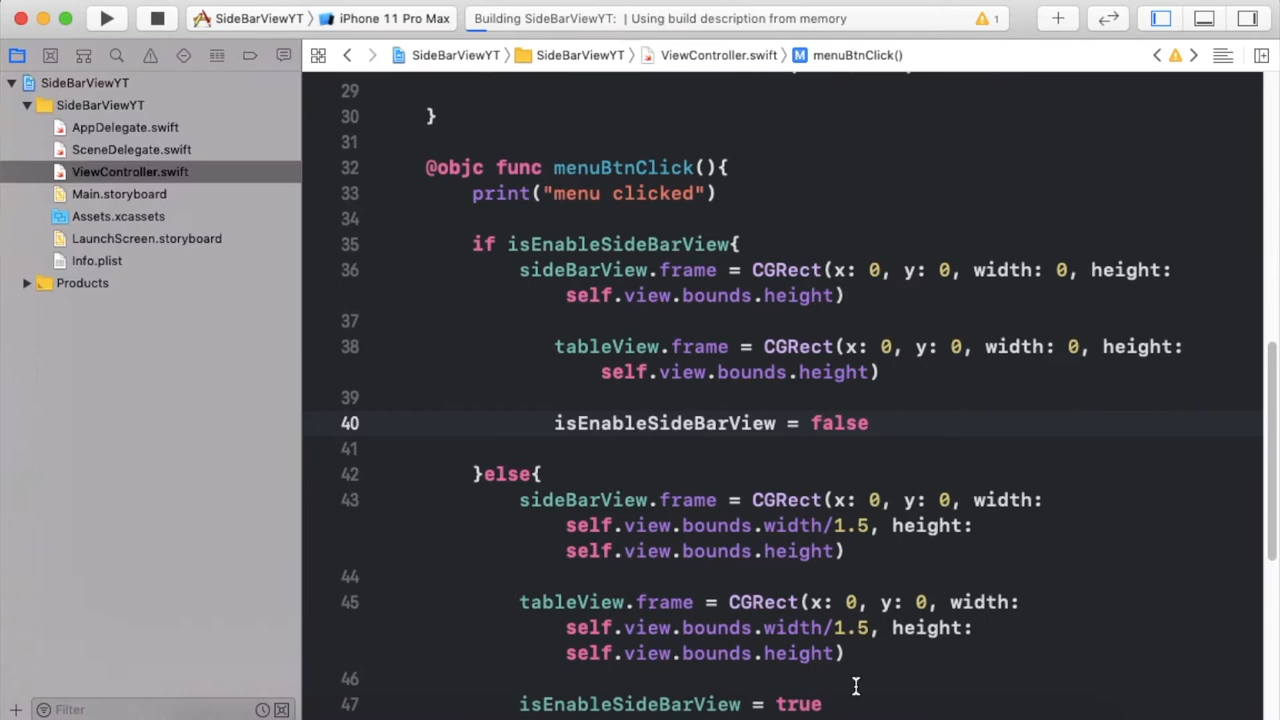 SideBarViewYT iPhone 11 Pro Max Building SideBarViewYT: | Using build description from memory 1
SideBarViewYT SideBarViewYT ViewController.swift M menuBtnClick()
SideBarViewYT
SideBarViewYT
AppDelegate.swift
SceneDelegate.swift
ViewController.swift
Main.storyboard
Assets.xcassets
LaunchScreen.storyboard
Info.plist
Products
Filter
29
30 }
31
32 @objc func menuBtnClick(){
33 print("menu clicked")
34
35 if isEnableSideBarView{
36 sideBarView.frame = CGRect(x: 0, y: 0, width: 0, height:
self.view.bounds.height)
37
38 tableView.frame = CGRect(x: 0, y: 0, width: 0, height:
self.view.bounds.height)
39
40 isEnableSideBarView = false
41
42 }else{
43 sideBarView.frame = CGRect(x: 0, y: 0, width:
self.view.bounds.width/1.5, height:
self.view.bounds.height)
44
45 tableView.frame = CGRect(x: 0, y: 0, width:
self.view.bounds.width/1.5, height:
self.view.bounds.height)
46
47 isEnableSideBarView = true